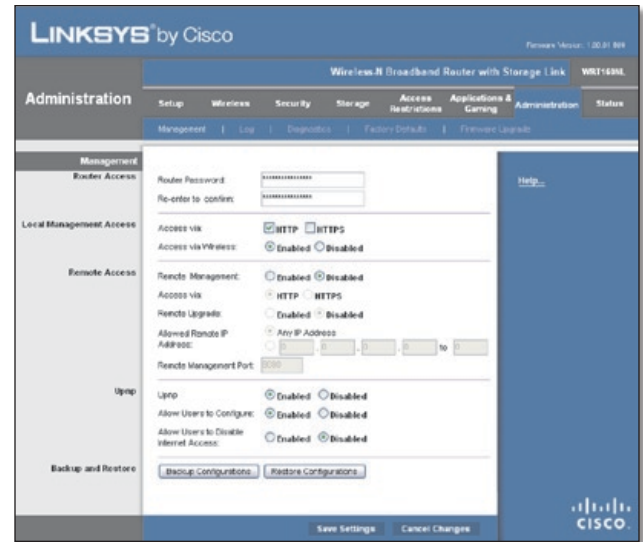 LINKSYS® by Cisco
Firmware Version: 1.00.01 B09
Wireless-N Broadband Router with Storage Link WRT160NL
Administration
Setup Wireless Security Storage Access Restrictions Applications & Gaming Administration Status
Management | Log | Diagnostics | Factory Defaults | Firmware Upgrade
Management
Router Access
Router Password:
Re-enter to confirm:
Help...
Local Management Access
Access via: HTTP HTTPS
Access via Wireless: Enabled Disabled
Remote Access
Remote Management: Enabled Disabled
Access via: HTTP HTTPS
Remote Upgrade: Enabled Disabled
Allowed Remote IP Address: Any IP Address
0 . 0 . 0 . 0 to 0
Remote Management Port: 8080
Upnp
Upnp Enabled Disabled
Allow Users to Configure: Enabled Disabled
Allow Users to Disable Internet Access: Enabled Disabled
Backup and Restore
Backup Configurations Restore Configurations
Save Settings Cancel Changes
CISCO.